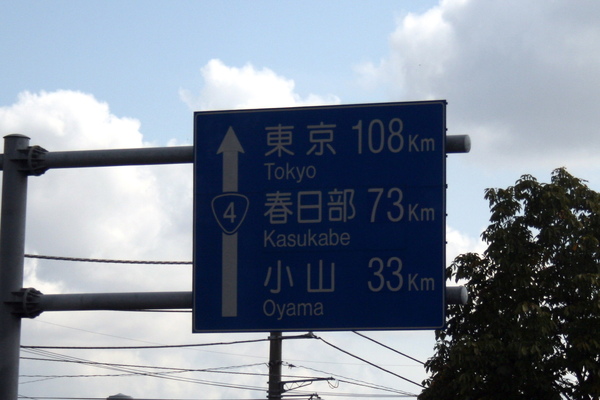 東京 108 Km
Tokyo
春日部 73 Km
4
Kasukabe
小山 33 Km
Oyama